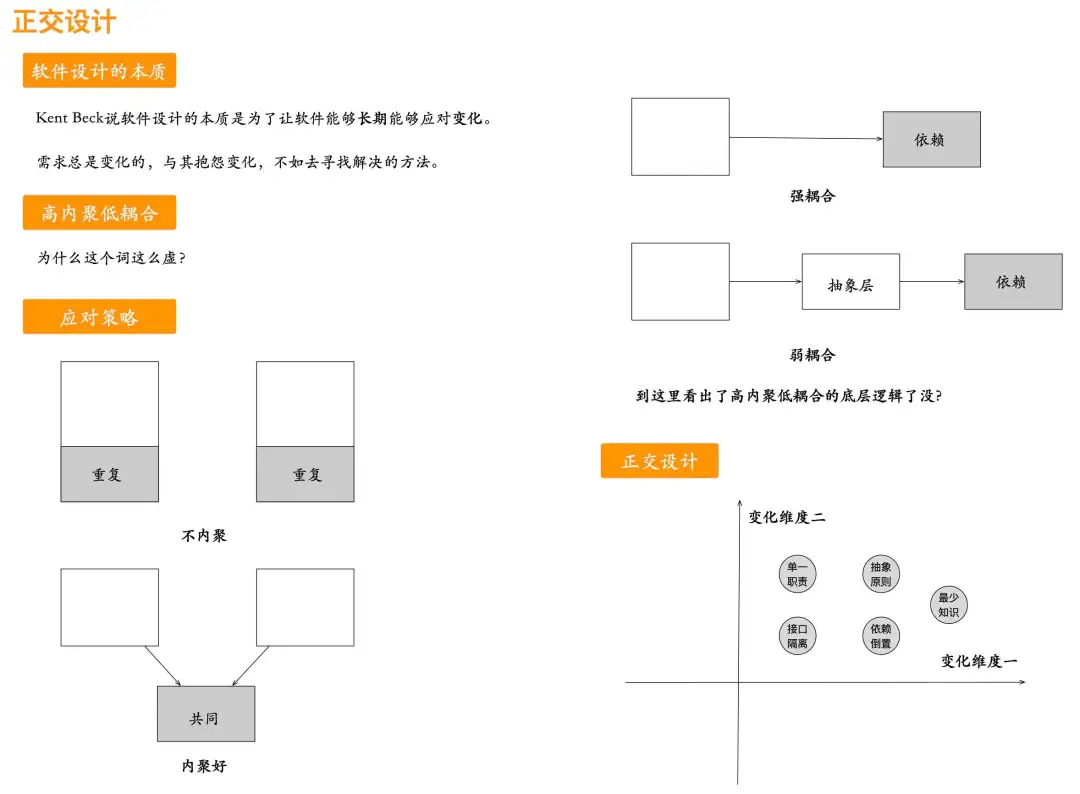 正交设计
软件设计的本质
Kent Beck说软件设计的本质是为了让软件能够长期能够应对变化。
需求总是变化的，与其抱怨变化，不如去寻找解决的方法。
高内聚低耦合
为什么这个词这么虚?
应对策略
重复
重复
不内聚
共同
内聚好
依赖
强耦合
抽象层
依赖
弱耦合
到这里看出了高内聚低耦合的底层逻辑了没?
正交设计
变化维度二
单一
职责
抽象
原则
最少
知识
接口
隔离
依赖
倒置
变化维度一